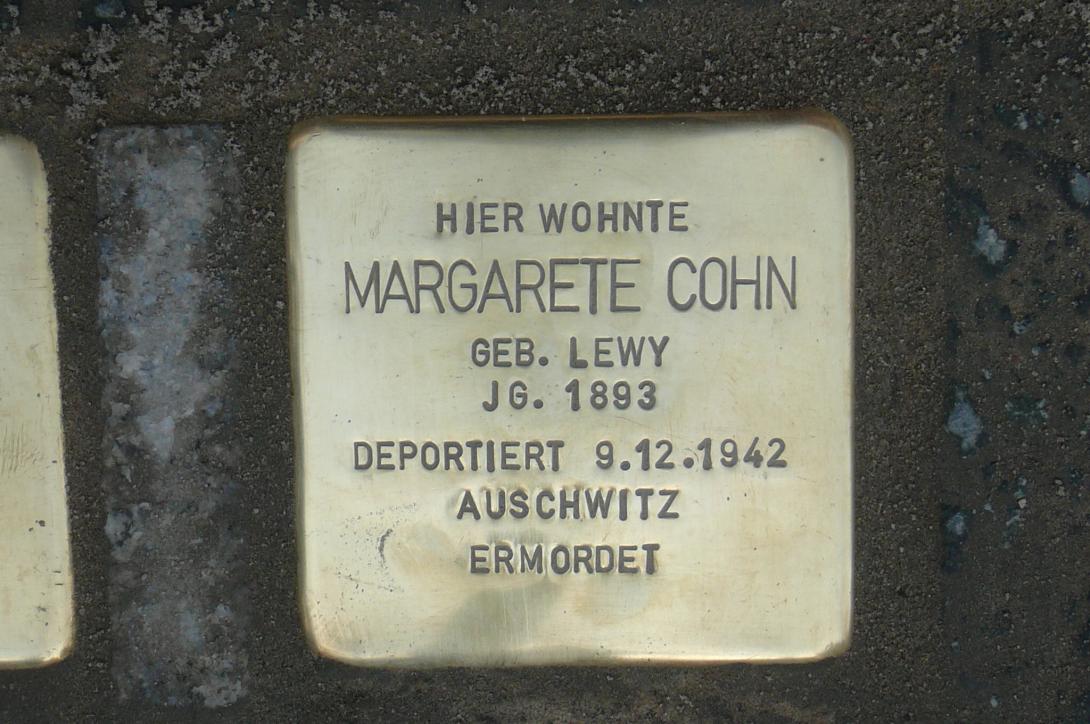 HIER WOHNTE
MARGARETE COHN
GEB. LEWY
JG. 1893
DEPORTIERT 9.12.1942
AUSCHWITZ
ERMORDET